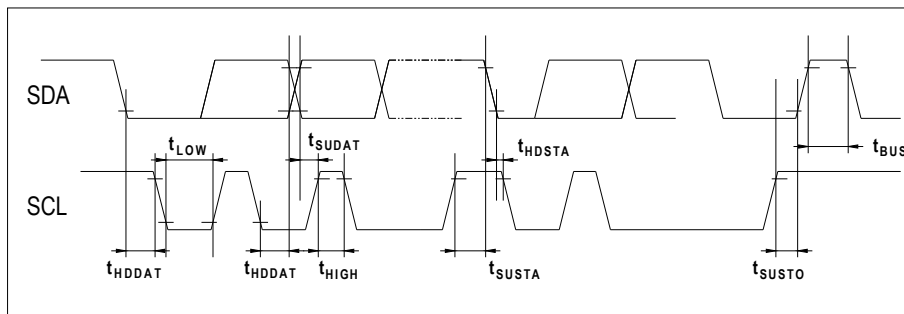 SDA
tLOW
tSUDAT
tHDSTA
tBUS
SCL
tHDDAT
tHDDAT
tHIGH
tSUSTA
tSUSTO